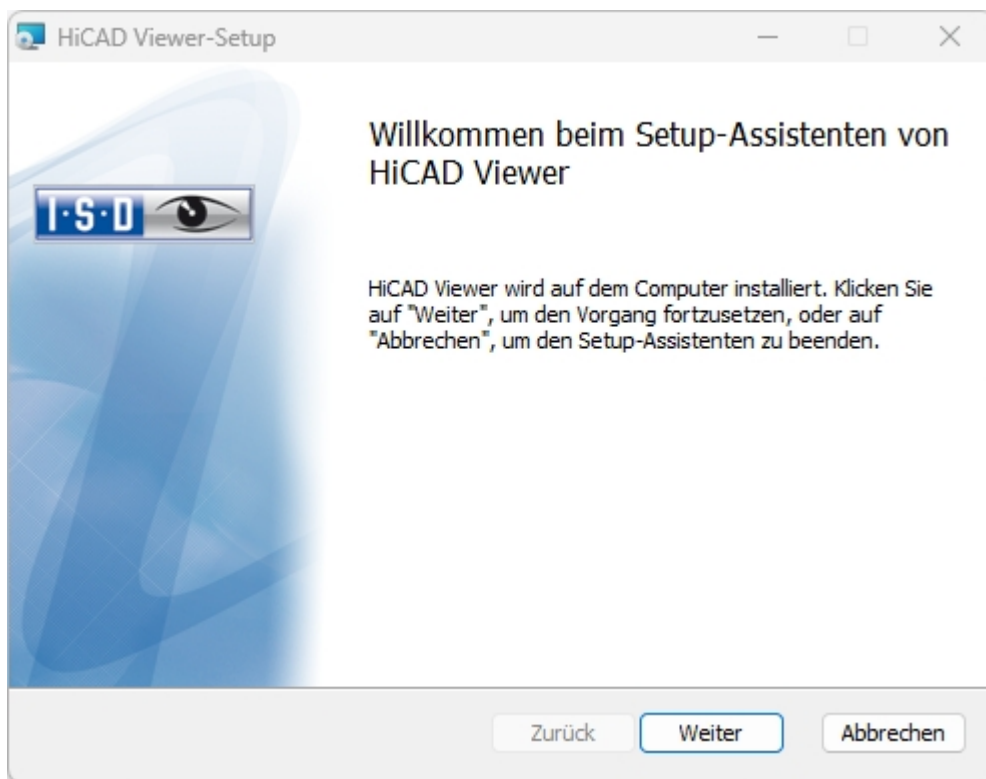 HiCAD Viewer-Setup
Willkommen beim Setup-Assistenten von
HiCAD Viewer
I·S·D
HiCAD Viewer wird auf dem Computer installiert. Klicken Sie
auf "Weiter", um den Vorgang fortzusetzen, oder auf
"Abbrechen", um den Setup-Assistenten zu beenden.
Zurück
Weiter
Abbrechen